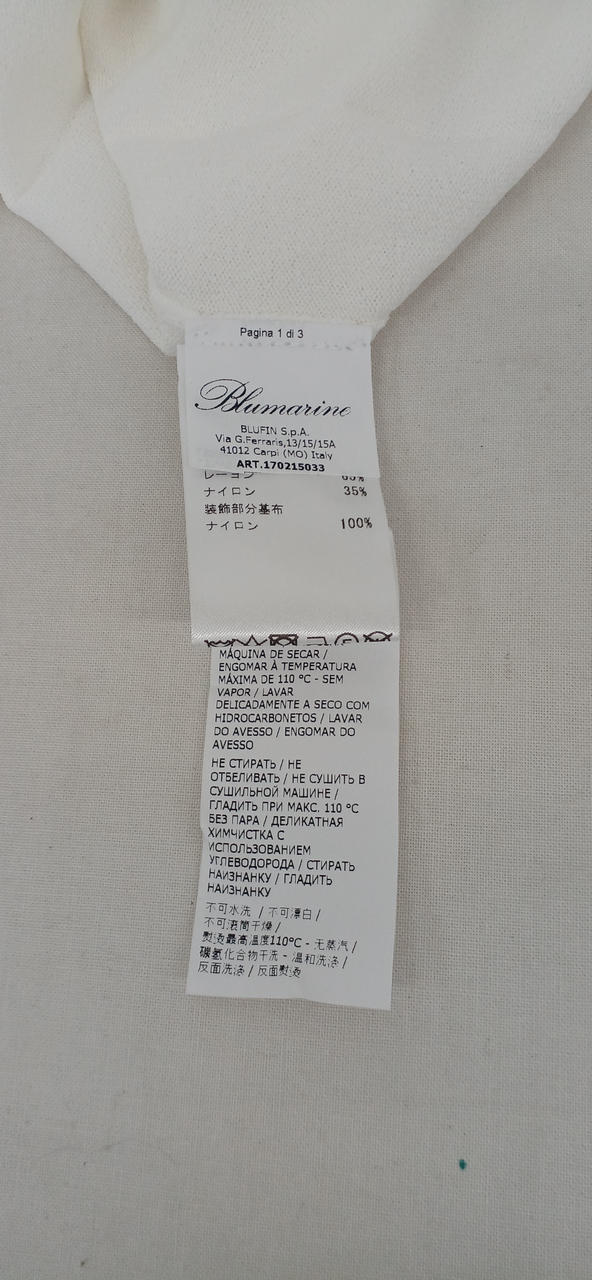 Pagina 1 di 3
Blumarine
BLUFIN S.p.A.
Via G.Ferraris,13/15/15A
41012 Carpi (MO) Italy
ART.170215033
レーヨン 65%
ナイロン 35%
装飾部分基布
ナイロン 100%
MÁQUINA DE SECAR /
ENGOMAR À TEMPERATURA
MÁXIMA DE 110 °C - SEM
VAPOR / LAVAR
DELICADAMENTE A SECO COM
HIDROCARBONETOS / LAVAR
DO AVESSO / ENGOMAR DO
AVESSO
НЕ СТИРАТЬ / НЕ
ОТБЕЛИВАТЬ / НЕ СУШИТЬ В
СУШИЛЬНОЙ МАШИНЕ /
ГЛАДИТЬ ПРИ МАКС. 110 °C
БЕЗ ПАРА / ДЕЛИКАТНАЯ
ХИМЧИСТКА С
ИСПОЛЬЗОВАНИЕМ
УГЛЕВОДОРОДА / СТИРАТЬ
НАИЗНАНКУ / ГЛАДИТЬ
НАИЗНАНКУ
不可水洗 / 不可漂白 /
不可滚筒干燥 /
熨烫最高温度110°C - 无蒸汽 /
碳氢化合物干洗 - 温和洗涤 /
反面洗涤 / 反面熨烫